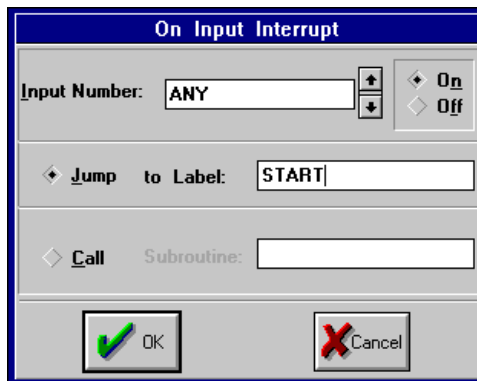 On Input Interrupt
Input Number: ANY
On
Off
Jump to Label: START
Call Subroutine:
OK
Cancel